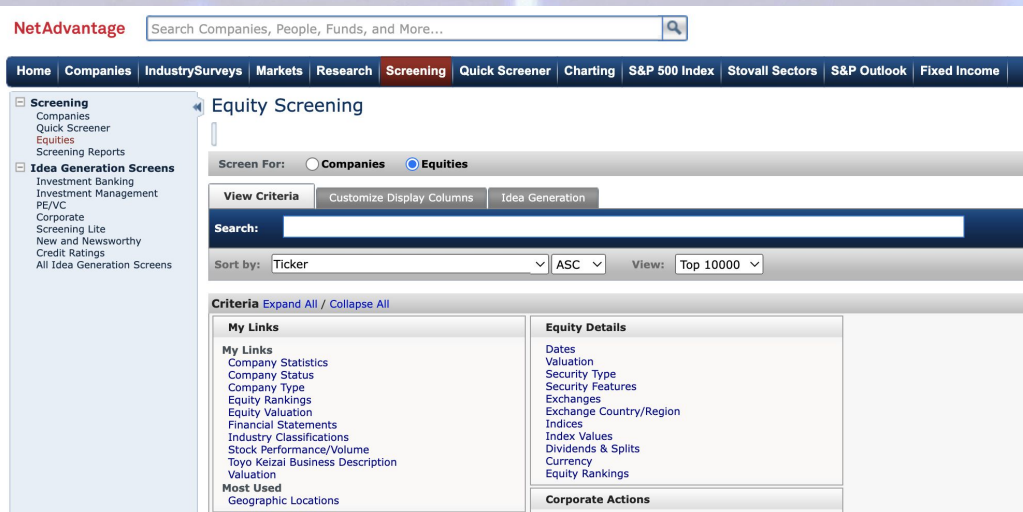 NetAdvantage
Search Companies, People, Funds, and More...
Home Companies IndustrySurveys Markets Research Screening Quick Screener Charting S&P 500 Index Stovall Sectors S&P Outlook Fixed Income
Screening
Companies
Quick Screener
Equities
Screening Reports
Idea Generation Screens
Investment Banking
Investment Management
PE/VC
Corporate
Screening Lite
New and Newsworthy
Credit Ratings
All Idea Generation Screens
Equity Screening
Screen For: Companies Equities
View Criteria Customize Display Columns Idea Generation
Search:
Sort by: Ticker ASC View: Top 10000
Criteria Expand All / Collapse All
My Links
My Links
Company Statistics
Company Status
Company Type
Equity Rankings
Equity Valuation
Financial Statements
Industry Classifications
Stock Performance/Volume
Toyo Keizai Business Description
Valuation
Most Used
Geographic Locations
Equity Details
Dates
Valuation
Security Type
Security Features
Exchanges
Exchange Country/Region
Indices
Index Values
Dividends & Splits
Currency
Equity Rankings
Corporate Actions